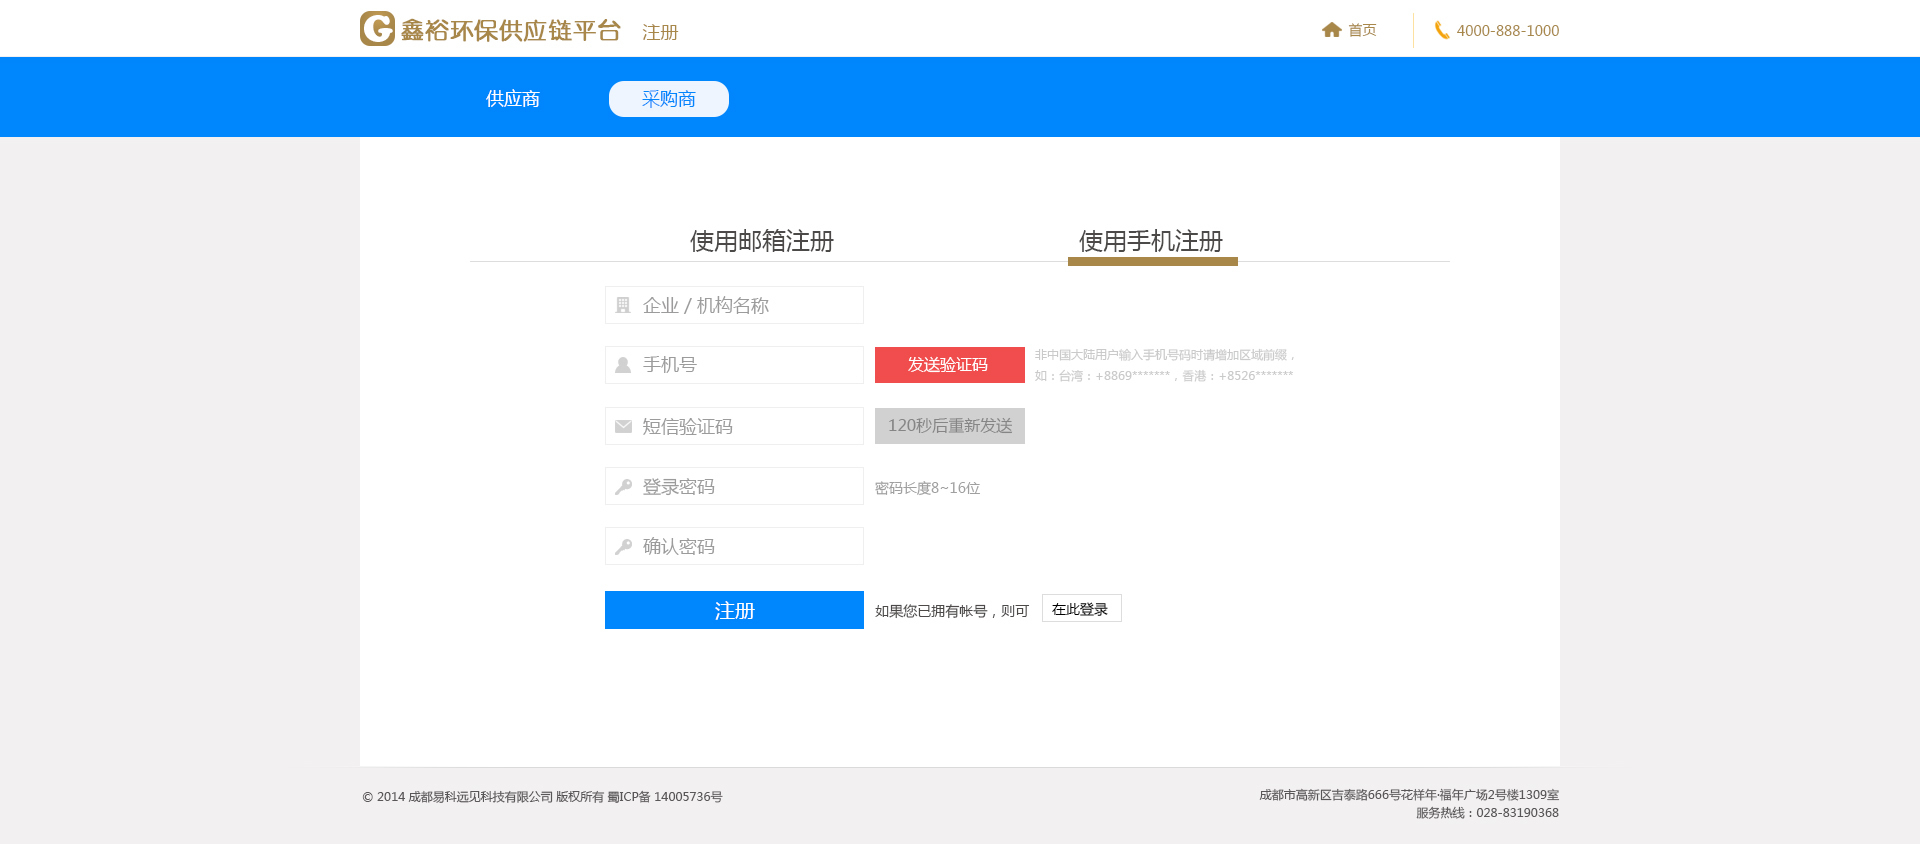 鑫裕环保供应链平台 注册 首页 4000-888-1000
供应商 采购商
使用邮箱注册 使用手机注册
企业 / 机构名称
手机号 发送验证码 非中国大陆用户输入手机号码时请增加区域前缀，
如：台湾：+8869*******，香港：+8526*******
短信验证码 120秒后重新发送
登录密码 密码长度8~16位
确认密码
注册 如果您已拥有帐号，则可 在此登录
© 2014 成都易科远见科技有限公司 版权所有 蜀ICP备 14005736号
成都市高新区吉泰路666号花样年·福年广场2号楼1309室
服务热线：028-83190368